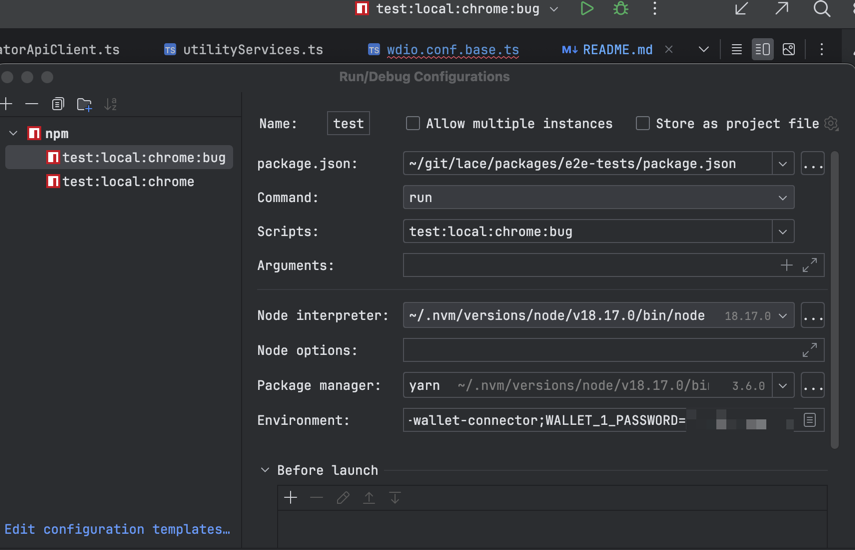 test:local:chrome:bug
atorApiClient.ts
TS utilityServices.ts
TS wdio.conf.base.ts
M↓ README.md
Run/Debug Configurations
npm
test:local:chrome:bug
test:local:chrome
Edit configuration templates…
Name: test
Allow multiple instances
Store as project file
package.json: ~/git/lace/packages/e2e-tests/package.json ...
Command: run
Scripts: test:local:chrome:bug
Arguments:
Node interpreter: ~/.nvm/versions/node/v18.17.0/bin/node 18.17.0 ...
Node options:
Package manager: yarn ~/.nvm/versions/node/v18.17.0/bin 3.6.0 ...
Environment: -wallet-connector;WALLET_1_PASSWORD=
Before launch